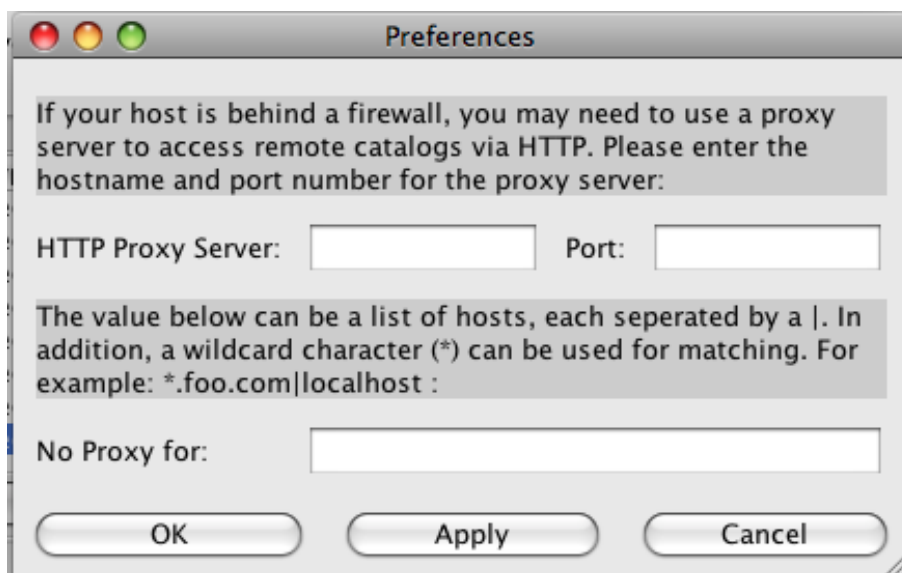 Preferences
If your host is behind a firewall, you may need to use a proxy
server to access remote catalogs via HTTP. Please enter the
hostname and port number for the proxy server:
HTTP Proxy Server: Port:
The value below can be a list of hosts, each seperated by a |. In
addition, a wildcard character (*) can be used for matching. For
example: *.foo.com|localhost :
No Proxy for:
OK Apply Cancel